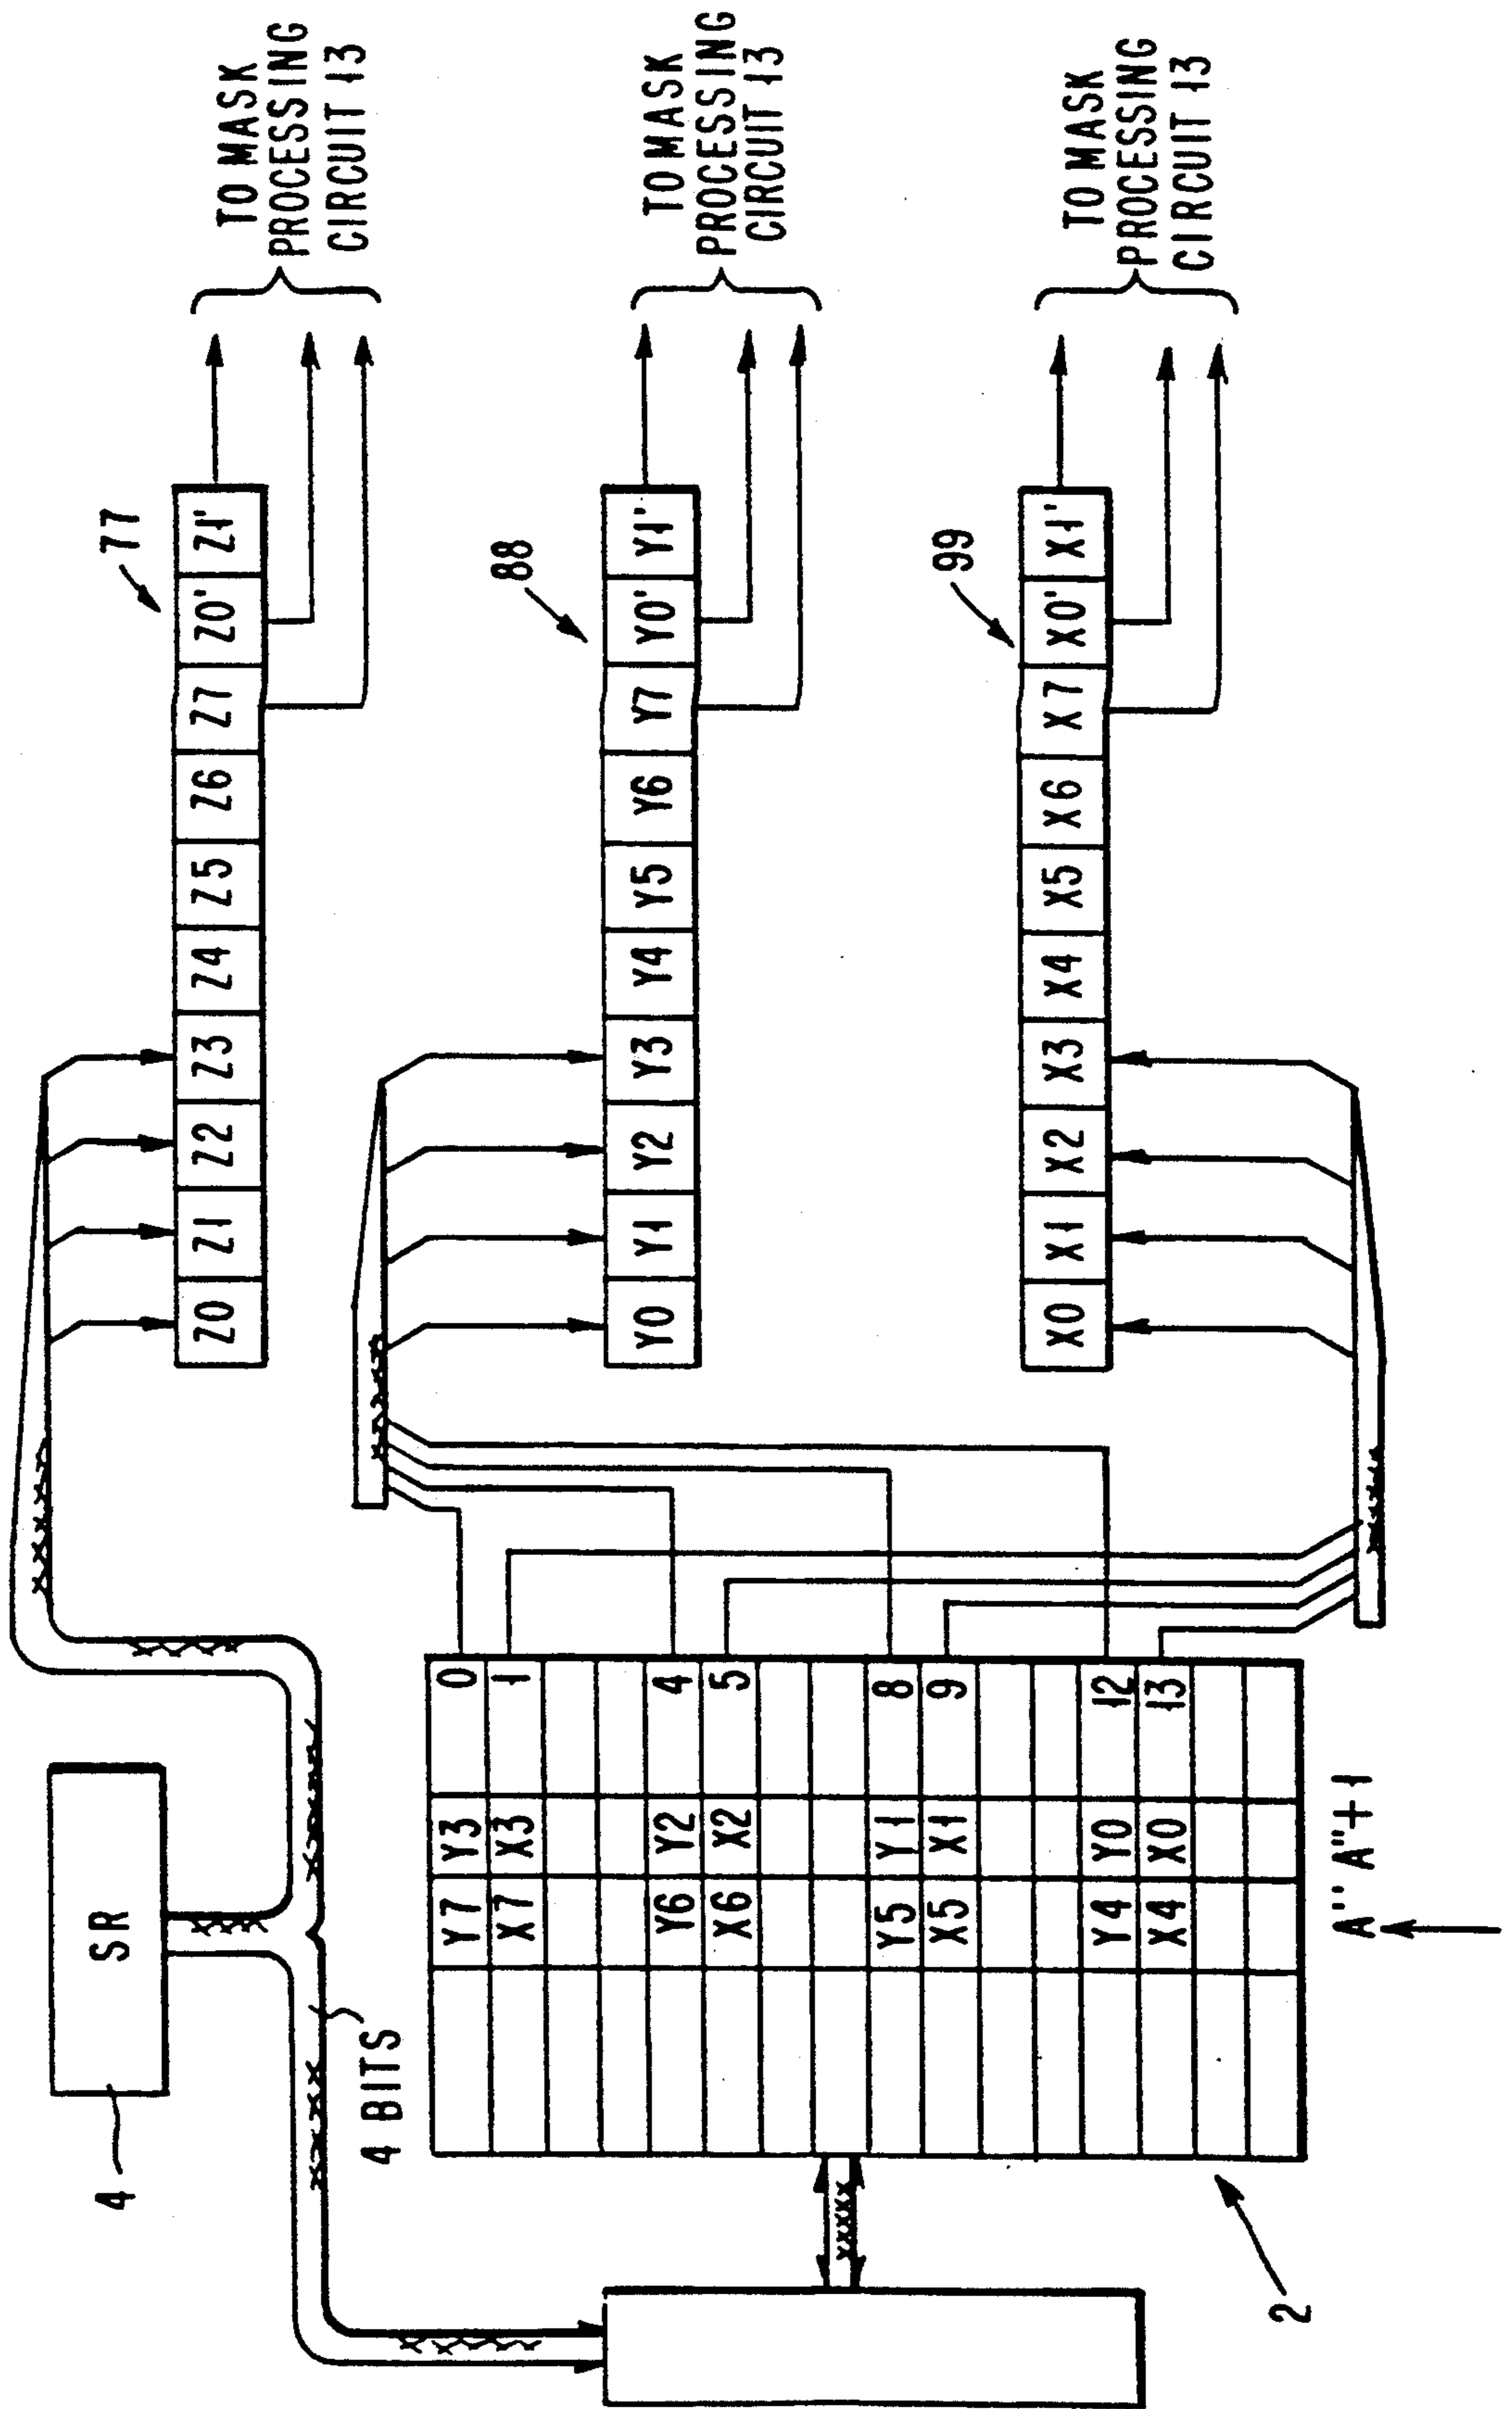 4
SR
4 BITS
77
Z0 Z1 Z2 Z3 Z4 Z5 Z6 Z7 Z0' Z1'
TO MASK
PROCESSING
CIRCUIT 13
88
Y0 Y1 Y2 Y3 Y4 Y5 Y6 Y7 Y0' Y1'
TO MASK
PROCESSING
CIRCUIT 13
99
X0 X1 X2 X3 X4 X5 X6 X7 X0' X1'
TO MASK
PROCESSING
CIRCUIT 13
Y7 Y3 0
X7 X3 1
Y6 Y2 4
X6 X2 5
Y5 Y1 8
X5 X1 9
Y4 Y0 12
X4 X0 13
A" A"+1
2